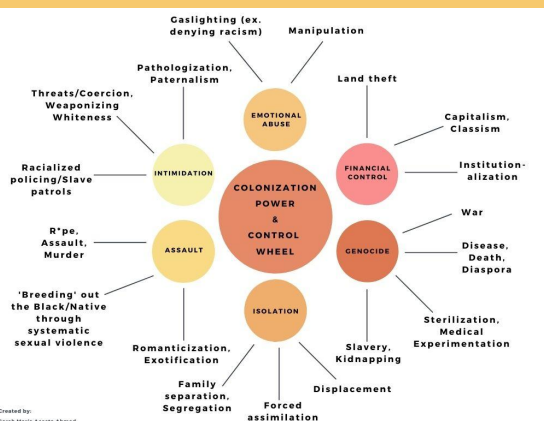 Gaslighting (ex.
denying racism)
Manipulation
Pathologization,
Paternalism
Land theft
Threats/Coercion,
Weaponizing
Whiteness
EMOTIONAL
ABUSE
Capitalism,
Classism
Racialized
policing/Slave
patrols
INTIMIDATION
FINANCIAL
CONTROL
Institution-
alization
COLONIZATION
POWER
&
CONTROL
WHEEL
War
R*pe,
Assault,
Murder
ASSAULT
GENOCIDE
Disease,
Death,
Diaspora
'Breeding' out
the Black/Native
through
systematic
sexual violence
ISOLATION
Sterilization,
Medical
Experimentation
Romanticization,
Exotification
Slavery,
Kidnapping
Family
separation,
Segregation
Displacement
Forced
assimilation
Created by: